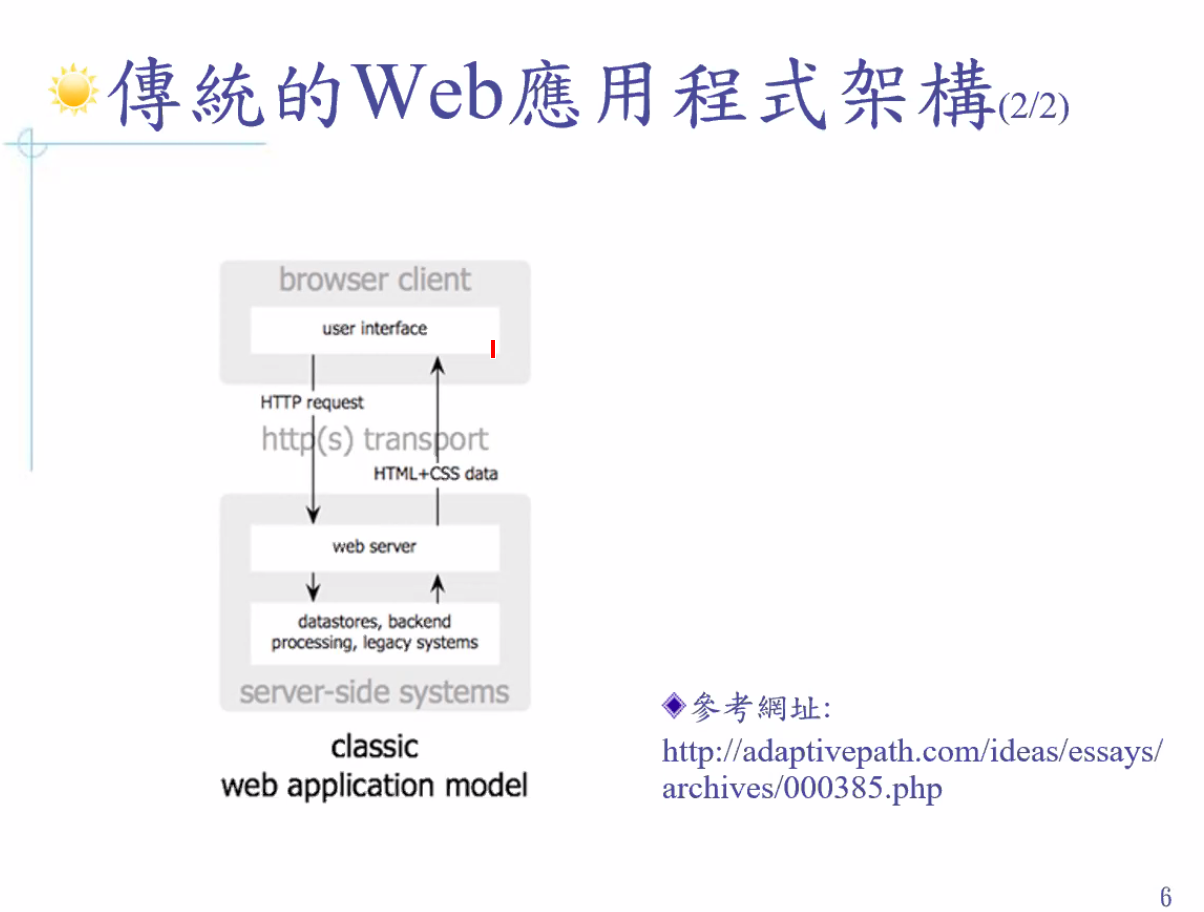 傳統的Web應用程式架構(2/2)
browser client
user interface
HTTP request
http(s) transport
HTML+CSS data
web server
datastores, backend
processing, legacy systems
server-side systems
classic
web application model
參考網址:
http://adaptivepath.com/ideas/essays/
archives/000385.php
6